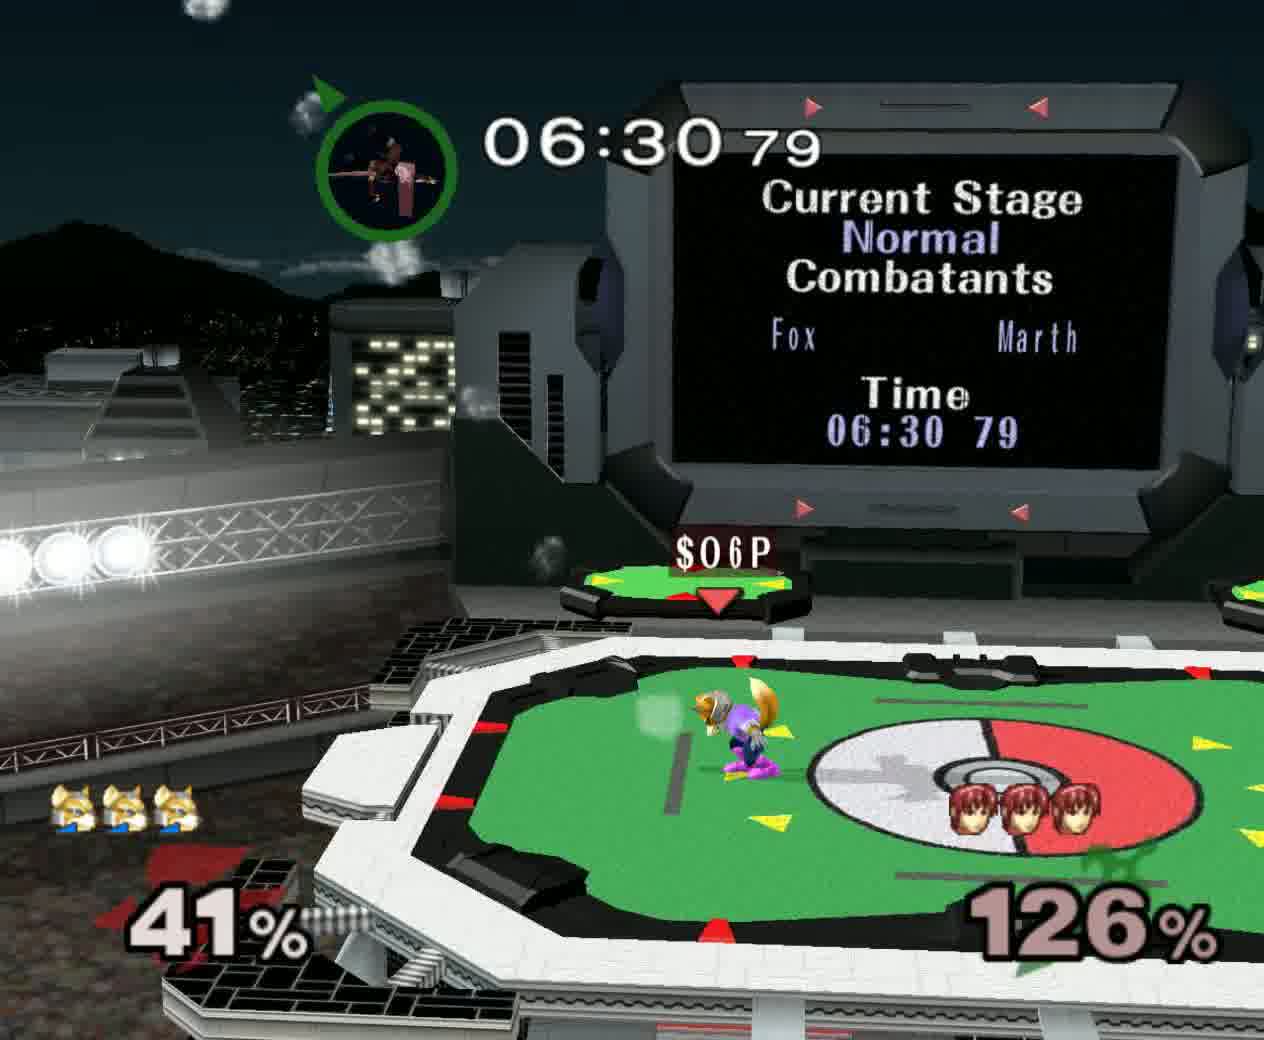 06:30 79
Current Stage
Normal
Combatants
Fox Marth
Time
06:30 79
$06P
41%
126%